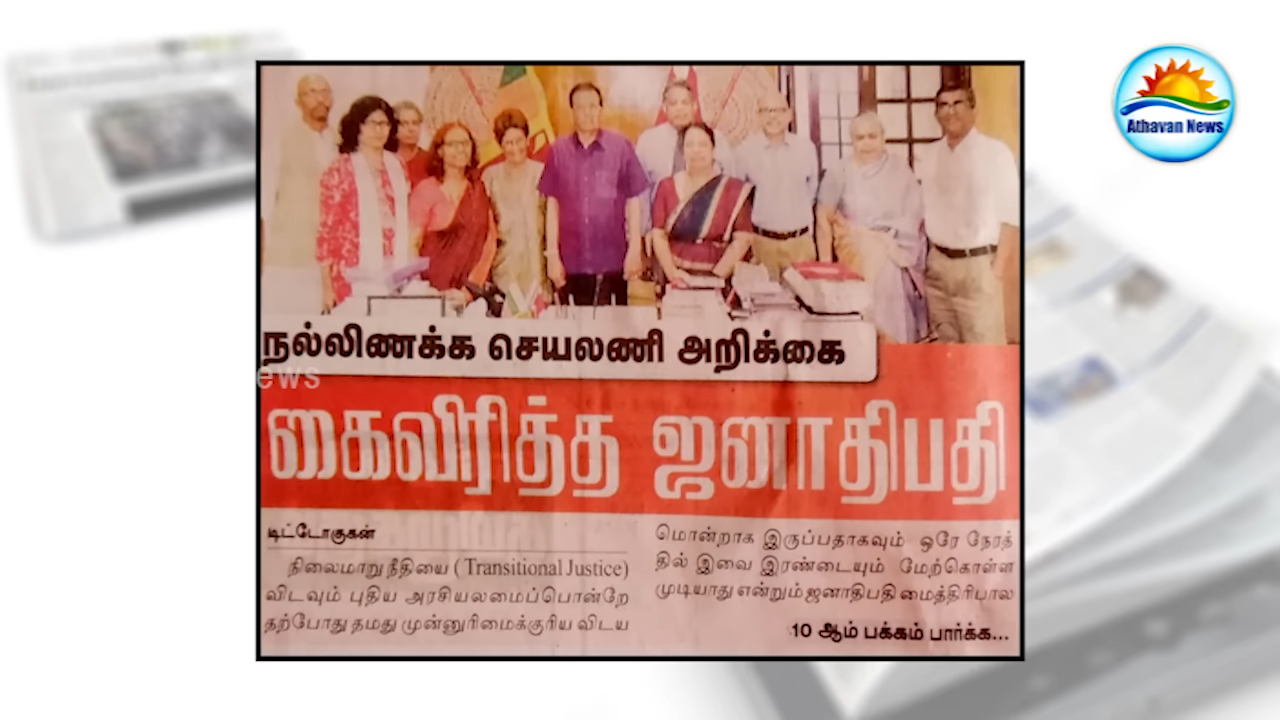 Athavan News
நல்லிணக்க செயலணி அறிக்கை
ews
கைவிரித்த ஜனாதிபதி
டிட்டோகுகன்
நிலைமாறு நீதியை (Transitional Justice)
விடவும் புதிய அரசியலமைப்பொன்றே
தற்போது தமது முன்னுரிமைக்குரிய விடய
மொன்றாக இருப்பதாகவும் ஒரே நேரத்
தில் இவை இரண்டையும் மேற்கொள்ள
முடியாது என்றும் ஜனாதிபதி மைத்திரிபால
10 ஆம் பக்கம் பார்க்க...